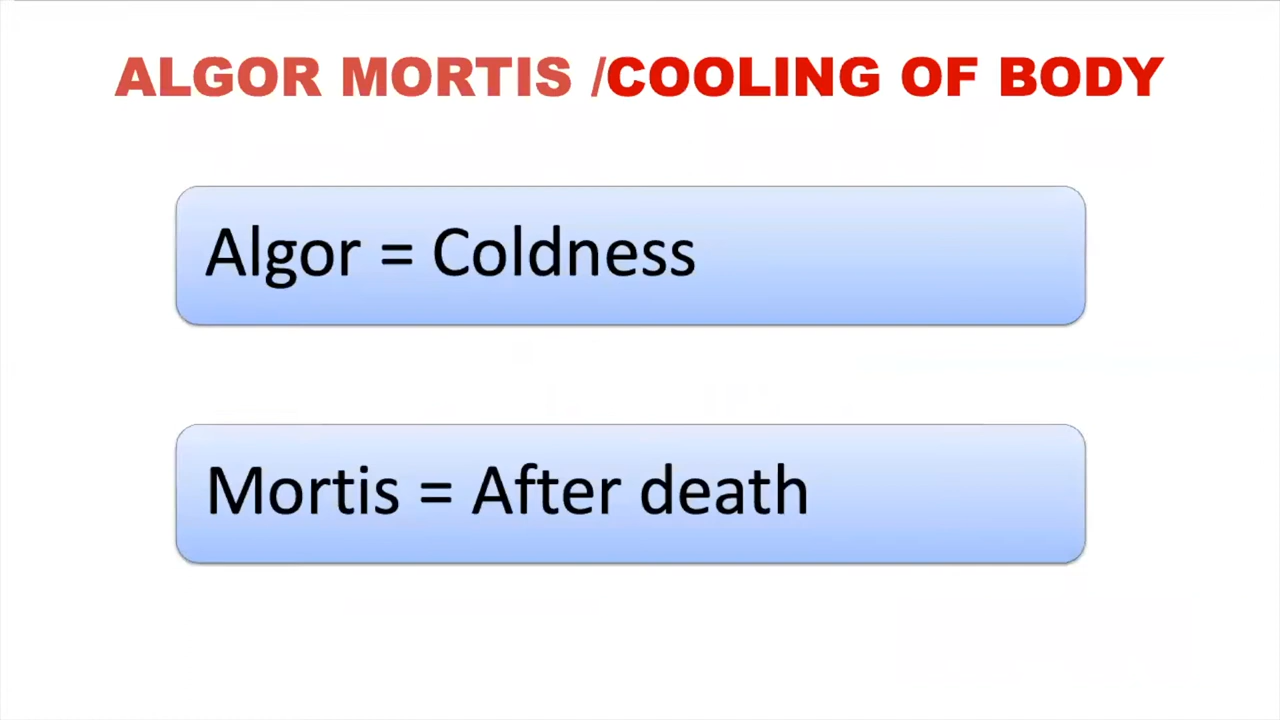 ALGOR MORTIS /COOLING OF BODY
Algor = Coldness
Mortis = After death